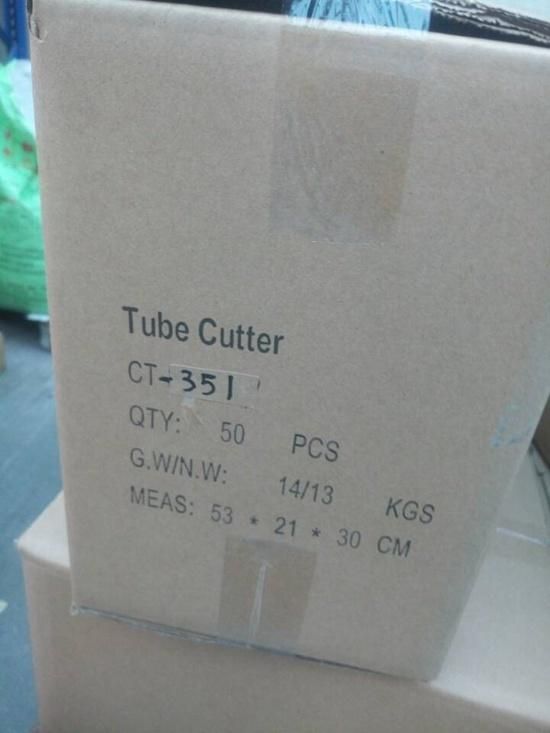 Tube Cutter
CT-351
QTY: 50 PCS
G.W/N.W: 14/13 KGS
MEAS: 53 * 21 * 30 CM